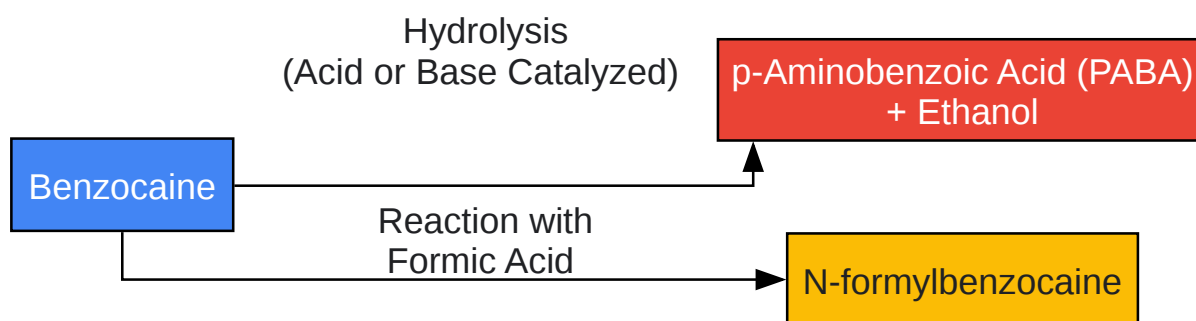 Hydrolysis
(Acid or Base Catalyzed)
p-Aminobenzoic Acid (PABA)
+ Ethanol
Benzocaine
Reaction with
Formic Acid
N-formylbenzocaine